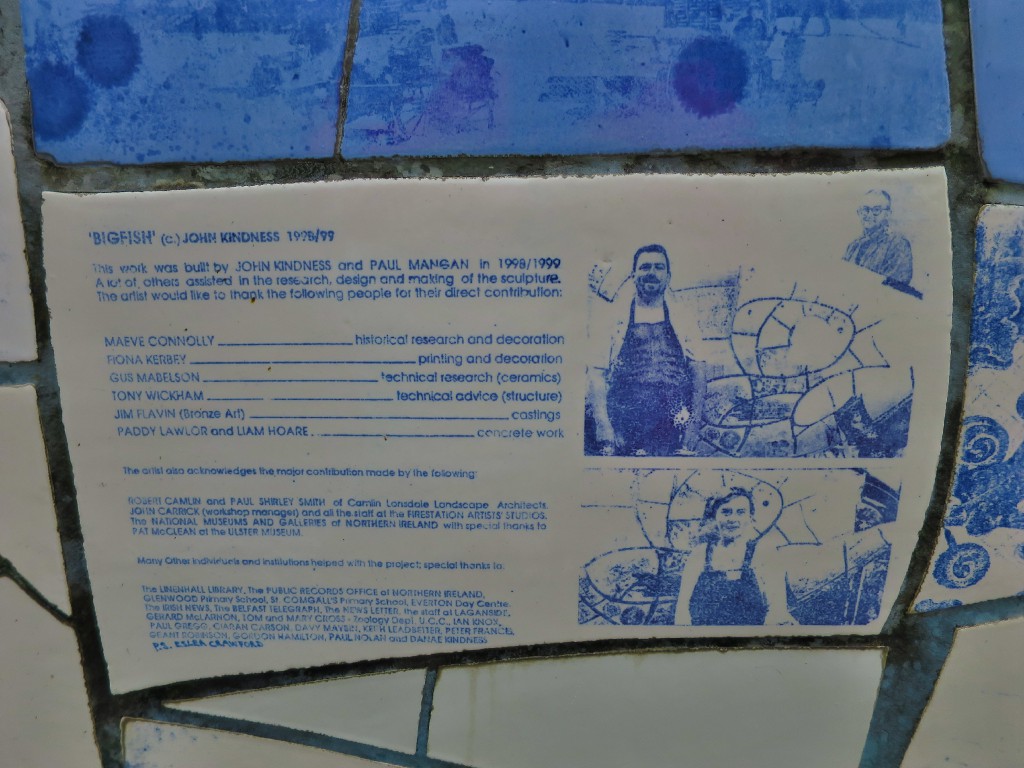 'BIGFISH' (c.) JOHN KINDNESS 1998/99
This work was built by JOHN KINDNESS and PAUL MANGAN in 1998/1999
A lot of others assisted in the research, design and making of the sculpture.
The artist would like to thank the following people for their direct contribution:
MAEVE CONNOLLY historical research and decoration
FIONA KERBEY printing and decoration
GUS MABELSON technical research (ceramics)
TONY WICKHAM technical advice (structure)
JIM FLAVIN (Bronze Art) castings
PADDY LAWLOR and LIAM HOARE concrete work
The artist also acknowledges the major contribution made by the following:
ROBERT CAMLIN and PAUL SHIRLEY SMITH of Camlin Lonsdale Landscape Architects,
JOHN CARRICK (workshop manager) and all the staff at the FIRESTATION ARTISTS' STUDIOS.
The NATIONAL MUSEUMS AND GALLERIES of NORTHERN IRELAND with special thanks to
PAT McCLEAN at the ULSTER MUSEUM.
Many Other individuals and institutions helped with the project; special thanks to:
The LINENHALL LIBRARY, The PUBLIC RECORDS OFFICE of NORTHERN IRELAND,
GLENWOOD Primary School, ST. COMGALL'S Primary School, EVERTON Day Centre,
The IRISH NEWS, The BELFAST TELEGRAPH, The NEWS LETTER, the staff at LAGANSIDE,
GERARD McLARNON, TOM and MARY CROSS - Zoology Dept. U.C.C., IAN KNOX,
PAUL GREGG, CIARAN CARSON, DAVY MAYBIN, KEITH LEADBETTER, PETER FRANCIS,
GRANT ROBINSON, GORDON HAMILTON, PAUL NOLAN and DAMAE KINDNESS
P.S. CRAWFORD